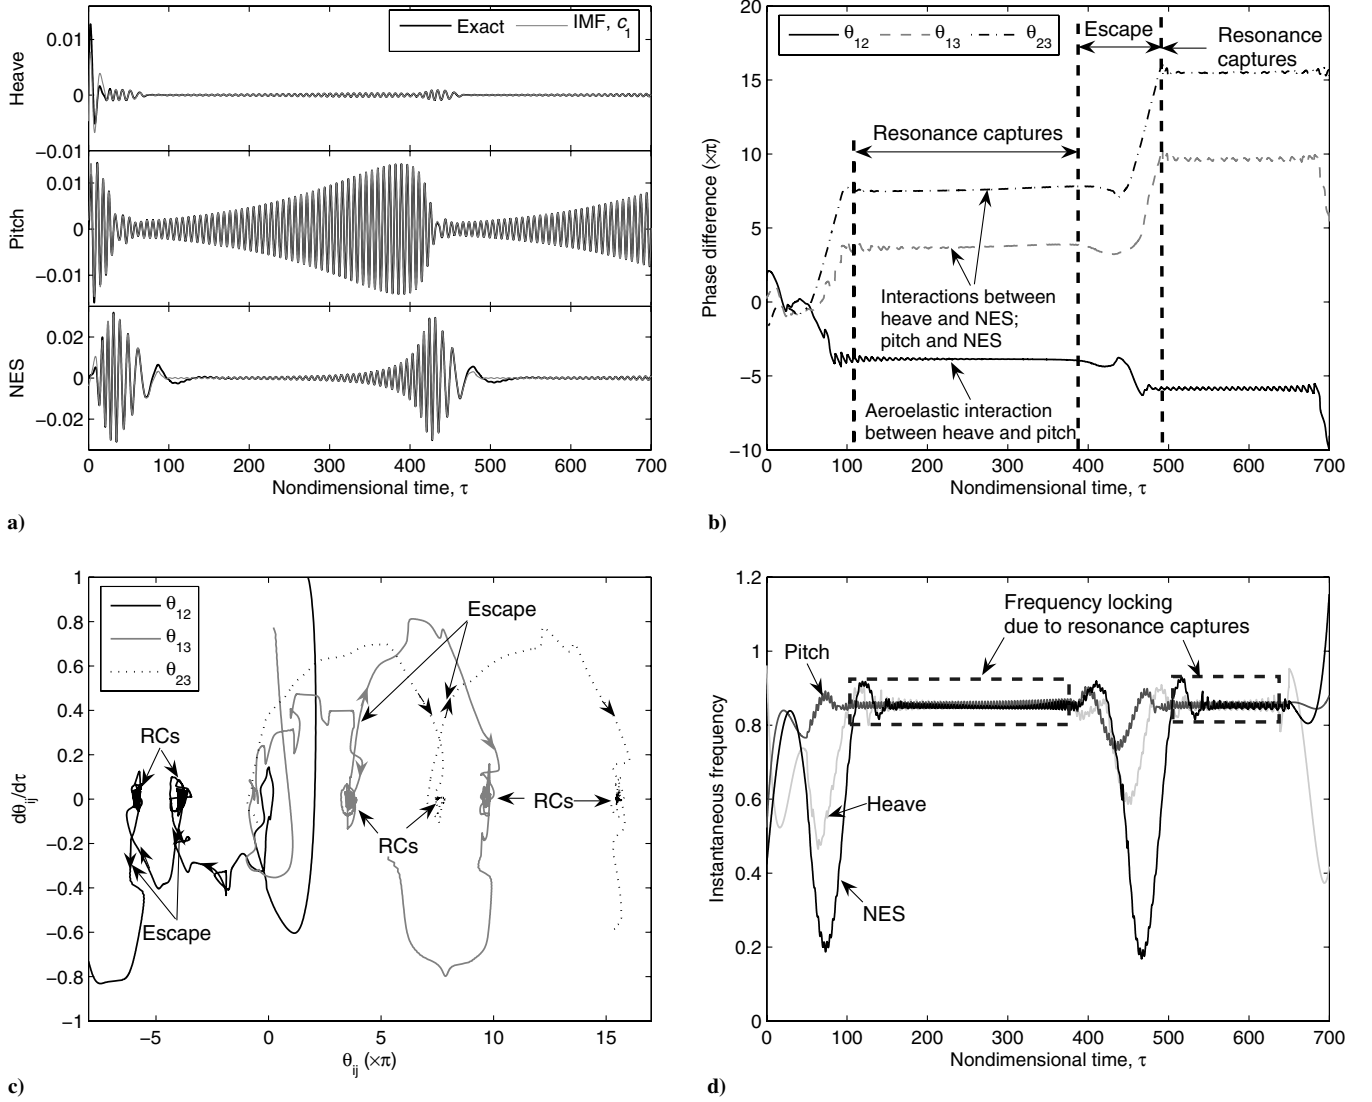 Exact
IMF, c1
0.01
0
−0.01
Heave
0.01
0
−0.01
Pitch
0.02
0
−0.02
NES
0 100 200 300 400 500 600 700
Nondimensional time, τ
a)
θ12 θ13 θ23
Escape
Resonance
captures
Resonance captures
Interactions between
heave and NES;
pitch and NES
Aeroelastic interaction
between heave and pitch
20
15
10
5
0
−5
−10
Phase difference (×π)
0 100 200 300 400 500 600 700
Nondimensional time, τ
b)
θ12
θ13
θ23
Escape
RCs
RCs
RCs
Escape
1
0.8
0.6
0.4
0.2
0
−0.2
−0.4
−0.6
−0.8
−1
dθij/dτ
−5 0 5 10 15
θij (×π)
c)
Frequency locking
due to resonance captures
Pitch
Heave
NES
1.2
1
0.8
0.6
0.4
0.2
0
Instantaneous frequency
0 100 200 300 400 500 600 700
Nondimensional time, τ
d)